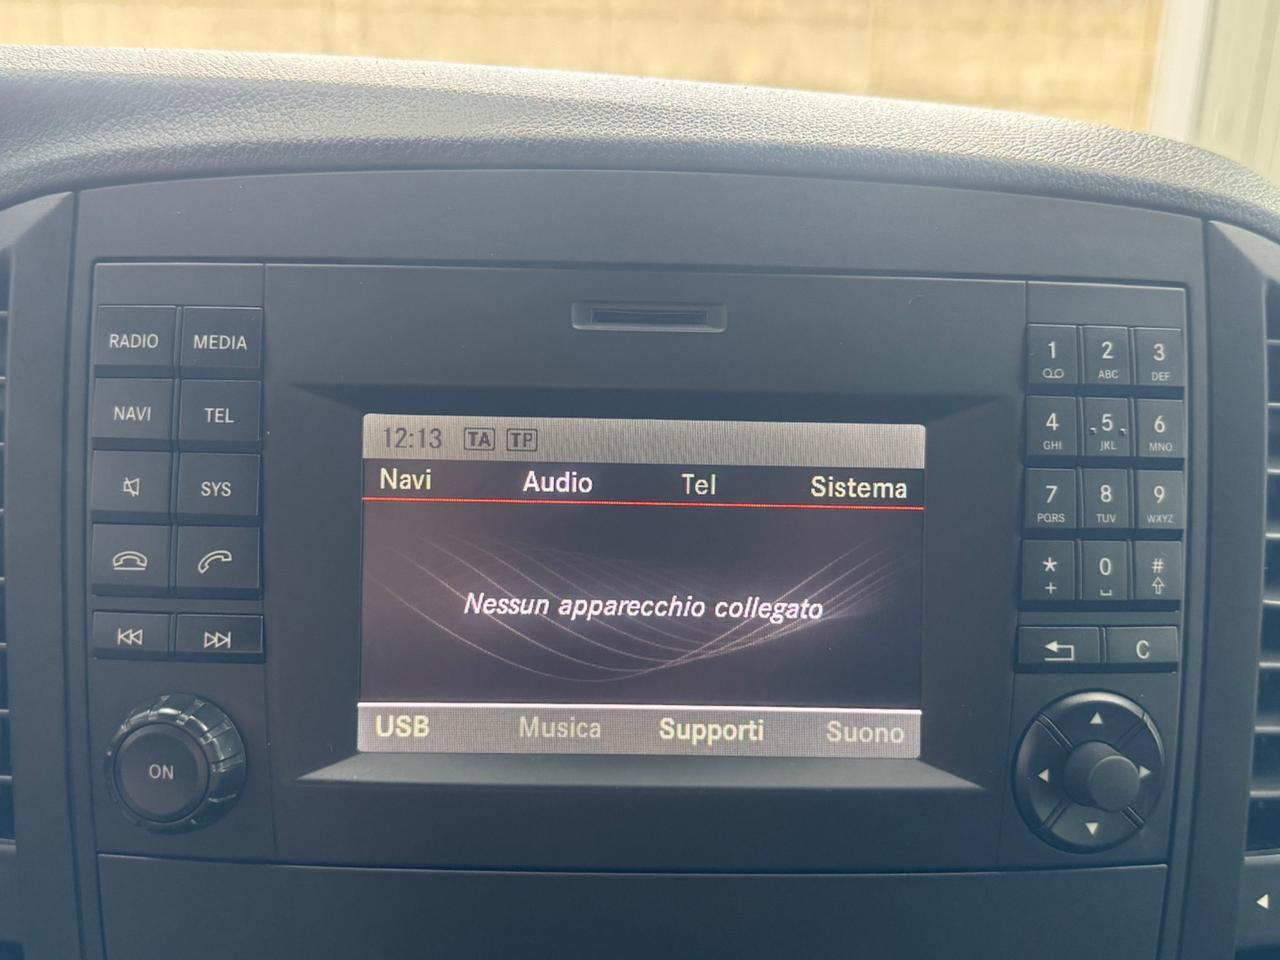 RADIO MEDIA
NAVI TEL
SYS
ON
12:13 TA TP
Navi Audio Tel Sistema
Nessun apparecchio collegato
USB Musica Supporti Suono
1 2 3
ABC DEF
4 5 6
GHI JKL MNO
7 8 9
PQRS TUV WXYZ
* 0 #
+
C